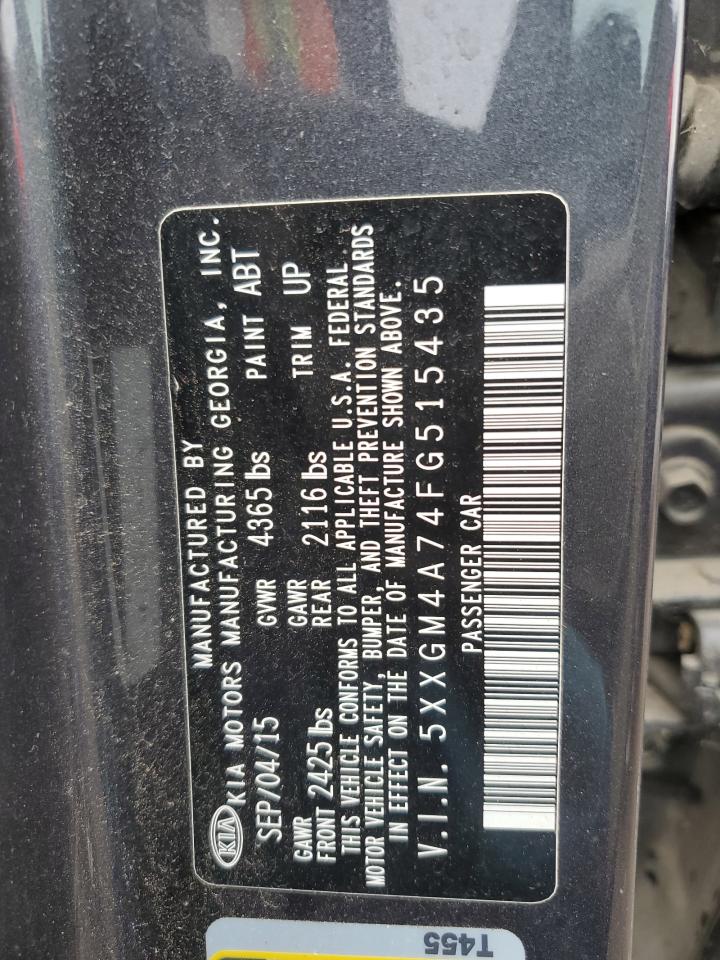 MANUFACTURED BY
KIA KIA MOTORS MANUFACTURING GEORGIA, INC.
SEP/04/15 GVWR 4365 lbs PAINT ABT
GAWR GAWR
FRONT 2425 lbs REAR 2116 lbs TRIM UP
THIS VEHICLE CONFORMS TO ALL APPLICABLE U.S.A. FEDERAL
MOTOR VEHICLE SAFETY, BUMPER, AND THEFT PREVENTION STANDARDS
IN EFFECT ON THE DATE OF MANUFACTURE SHOWN ABOVE.
V.I.N. 5XXGM4A74FG515435
PASSENGER CAR
T455